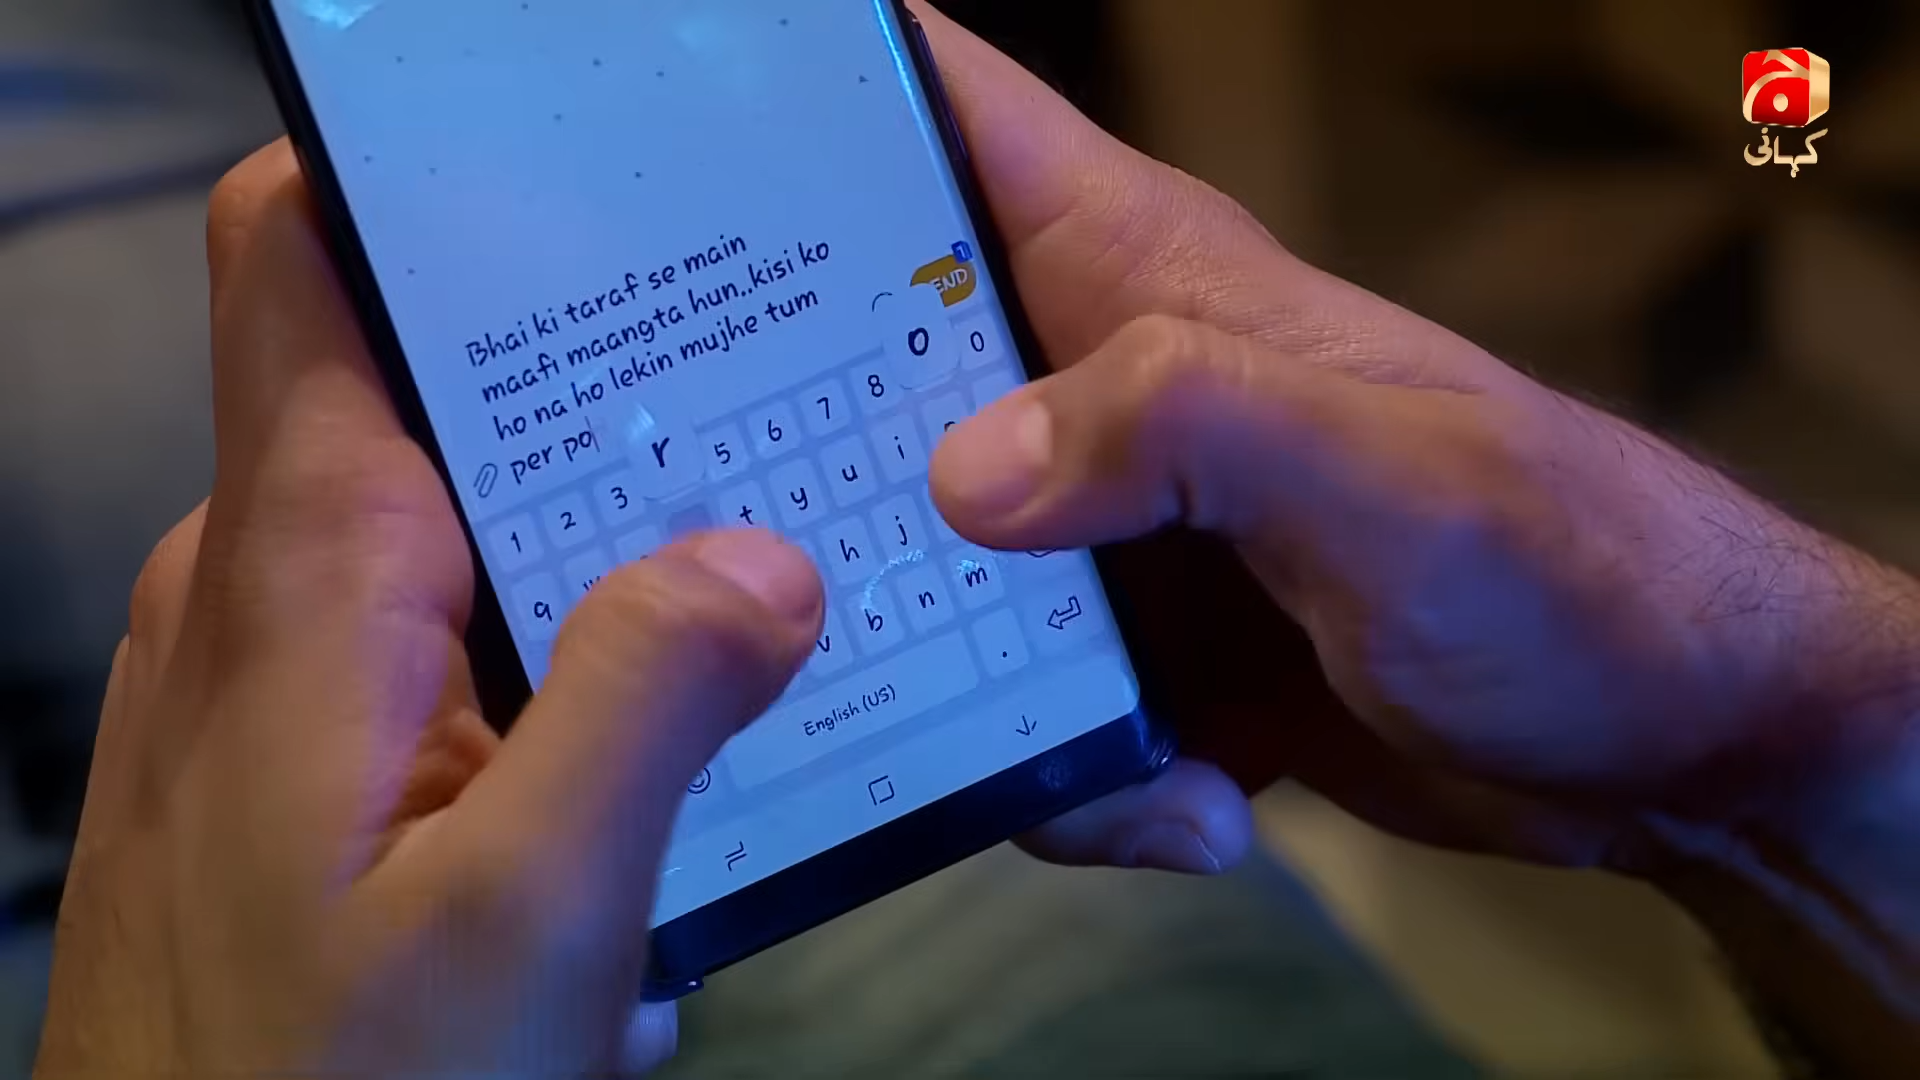 کہانی
Bhai ki taraf se main
maafi maangta hun..kisi ko
ho na ho lekin mujhe tum
per po
END
o
r
1 2 3 5 6 7 8 0
q t y u i
h j
v b n m
.
English (US)